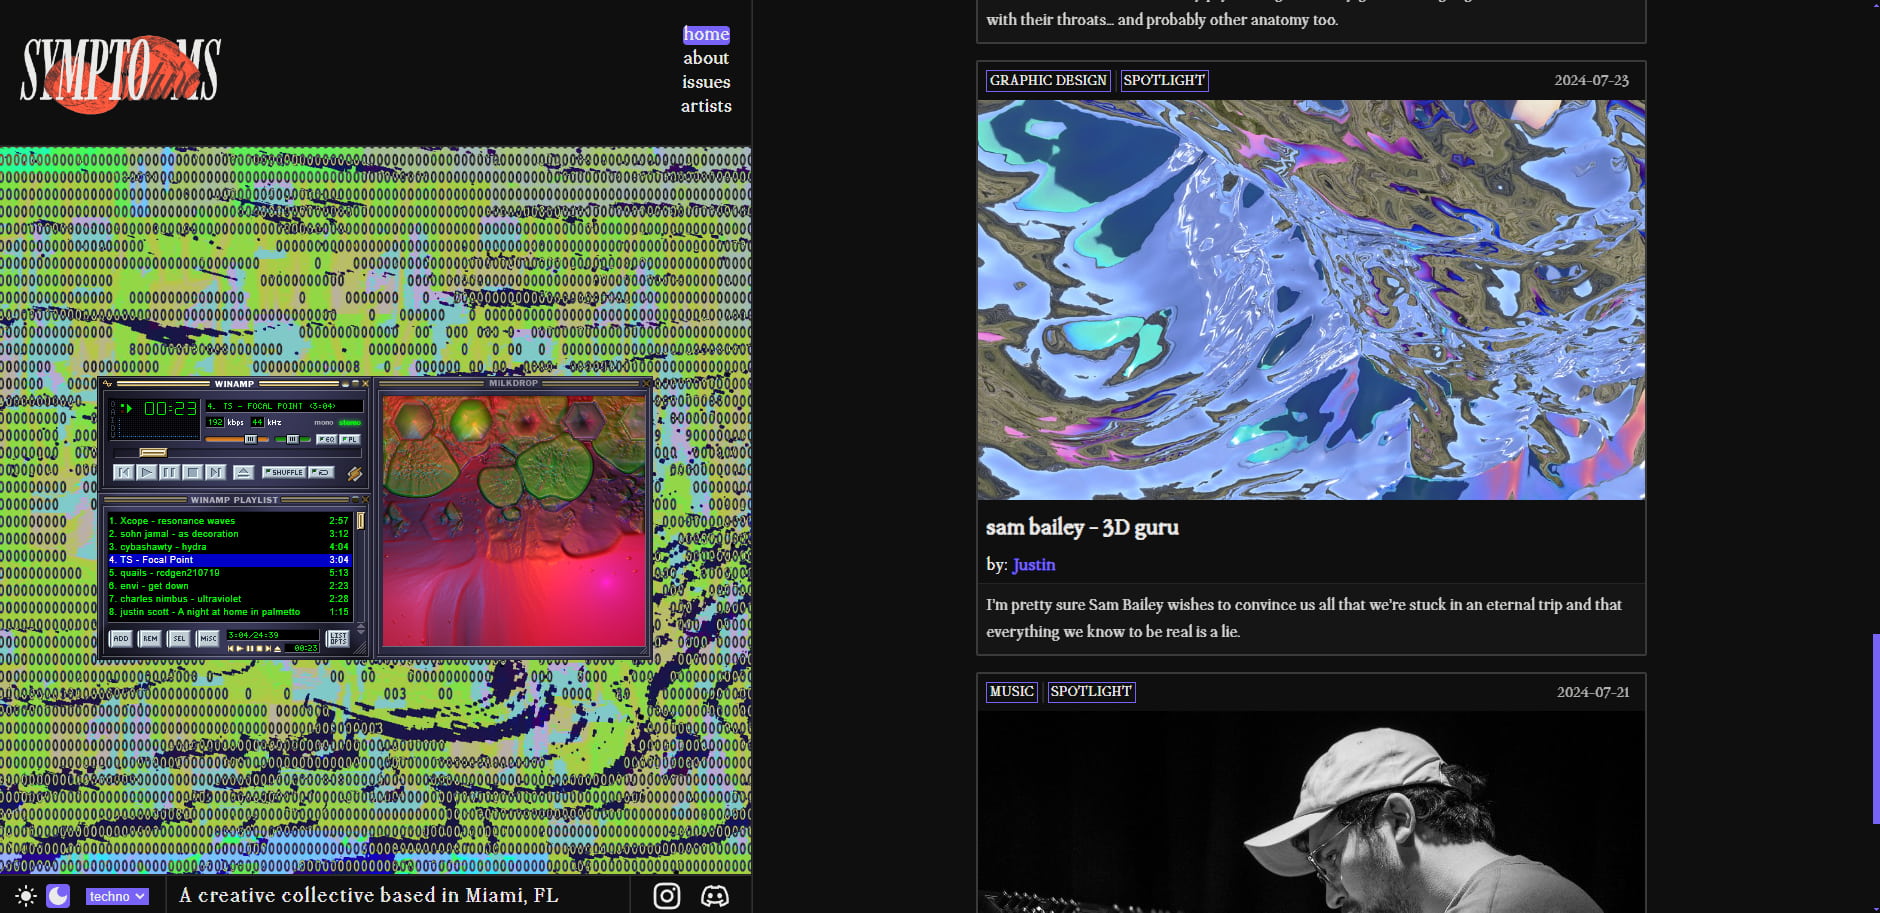 SYMPTOMS
home
about
issues
artists
WINAMP
00:23
4. TS - FOCAL POINT <3:04>
192 kbps 44 kHz mono stereo
EQ PL
SHUFFLE
WINAMP PLAYLIST
1. Xcope - resonance waves 2:57
2. sohn jamal - as decoration 3:12
3. cybashawty - hydra 4:04
4. TS - Focal Point 3:04
5. quails - rcdgen210719 5:13
6. envi - get down 2:23
7. charles nimbus - ultraviolet 2:28
8. justin scott - A night at home in palmetto 1:15
ADD REM SEL MISC
3:04/24:39
00:23
LIST
OPTS
MILKDROP
techno
A creative collective based in Miami, FL
with their throats… and probably other anatomy too.
GRAPHIC DESIGN | SPOTLIGHT 2024-07-23
sam bailey - 3D guru
by: Justin
I'm pretty sure Sam Bailey wishes to convince us all that we're stuck in an eternal trip and that
everything we know to be real is a lie.
MUSIC | SPOTLIGHT 2024-07-21